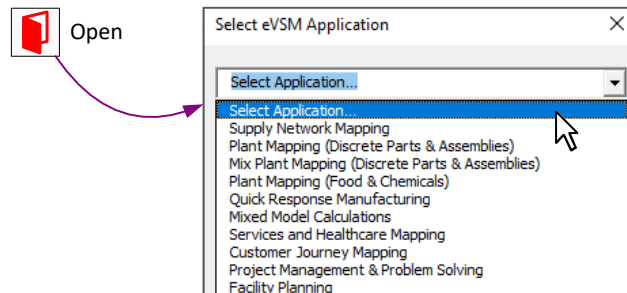 Open
Select eVSM Application
Select Application...
Select Application...
Supply Network Mapping
Plant Mapping (Discrete Parts & Assemblies)
Mix Plant Mapping (Discrete Parts & Assemblies)
Plant Mapping (Food & Chemicals)
Quick Response Manufacturing
Mixed Model Calculations
Services and Healthcare Mapping
Customer Journey Mapping
Project Management & Problem Solving
Facility Planning